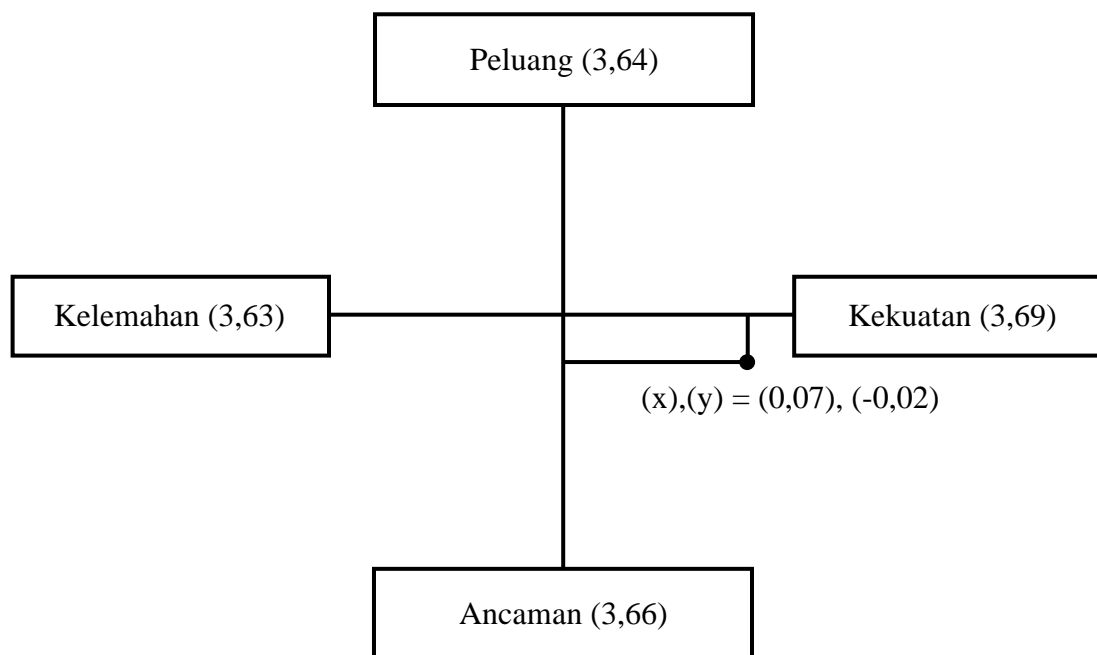 Peluang (3,64)
Kelemahan (3,63)
Kekuatan (3,69)
(x),(y) = (0,07), (-0,02)
Ancaman (3,66)